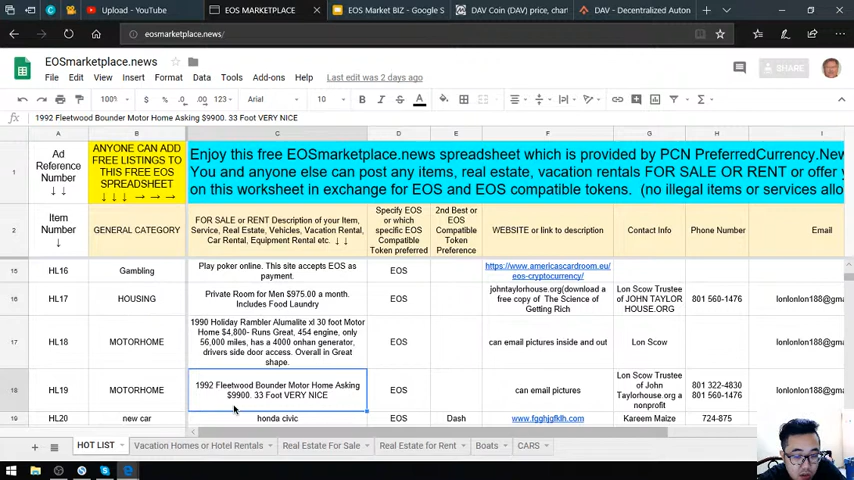 Upload - YouTube
EOS MARKETPLACE
EOS Market BIZ - Google S
DAV Coin (DAV) price, chart
DAV - Decentralized Auton
eosmarketplace.news/
EOSmarketplace.news
File Edit View Insert Format Data Tools Add-ons Help Last edit was 2 days ago
SHARE
100% $ % .0 .00 123 Arial 10 B I S A
fx 1992 Fleetwood Bounder Motor Home Asking $9900. 33 Foot VERY NICE
A B C D E F G H I
1
Ad
Reference
Number
↓ ↓
ANYONE CAN ADD
FREE LISTINGS TO
THIS FREE EOS
SPREADSHEET
↓ ↓ ↓ → → →
Enjoy this free EOSmarketplace.news spreadsheet which is provided by PCN PreferredCurrency.New
You and anyone else can post any items, real estate, vacation rentals FOR SALE OR RENT or offer y
on this worksheet in exchange for EOS and EOS compatible tokens. (no illegal items or services allo
2
Item
Number
↓
GENERAL CATEGORY
FOR SALE or RENT Description of your Item,
Service, Real Estate, Vehicles, Vacation Rental,
Car Rental, Equipment Rental etc. ↓ ↓
Specify EOS
or which
specific EOS
Compatible
Token preferred
2nd Best or
EOS
Compatible
Token
Preference
WEBSITE or link to description
Contact Info
Phone Number
Email
15
HL16
Gambling
Play poker online. This site accepts EOS as
payment.
EOS
https://www.americascardroom.eu/
eos-cryptocurrency/
16
HL17
HOUSING
Private Room for Men $975.00 a month.
Includes Food Laundry
EOS
johntaylorhouse.org(download a
free copy of The Science of
Getting Rich
Lon Scow Trustee
of JOHN TAYLOR
HOUSE.ORG
801 560-1476
lonlonlon188@gma
17
HL18
MOTORHOME
1990 Holiday Rambler Alumalite xl 30 foot Motor
Home $4,800- Runs Great, 454 engine, only
56,000 miles, has a 4000 onhan generator,
drivers side door access. Overall in Great
shape.
EOS
can email pictures inside and out
Lon Scow
801 560-1476
lonlonlon188@gma
18
HL19
MOTORHOME
1992 Fleetwood Bounder Motor Home Asking
$9900. 33 Foot VERY NICE
EOS
can email pictures
Lon Scow Trustee
of John
Taylorhouse.org a
nonprofit
801 322-4830
801 560-1476
lonlonlon188@gma
19
HL20
new car
honda civic
EOS
Dash
www.fgghjgfklh.com
Kareem Maize
724-875
HOT LIST
Vacation Homes or Hotel Rentals
Real Estate For Sale
Real Estate for Rent
Boats
CARS